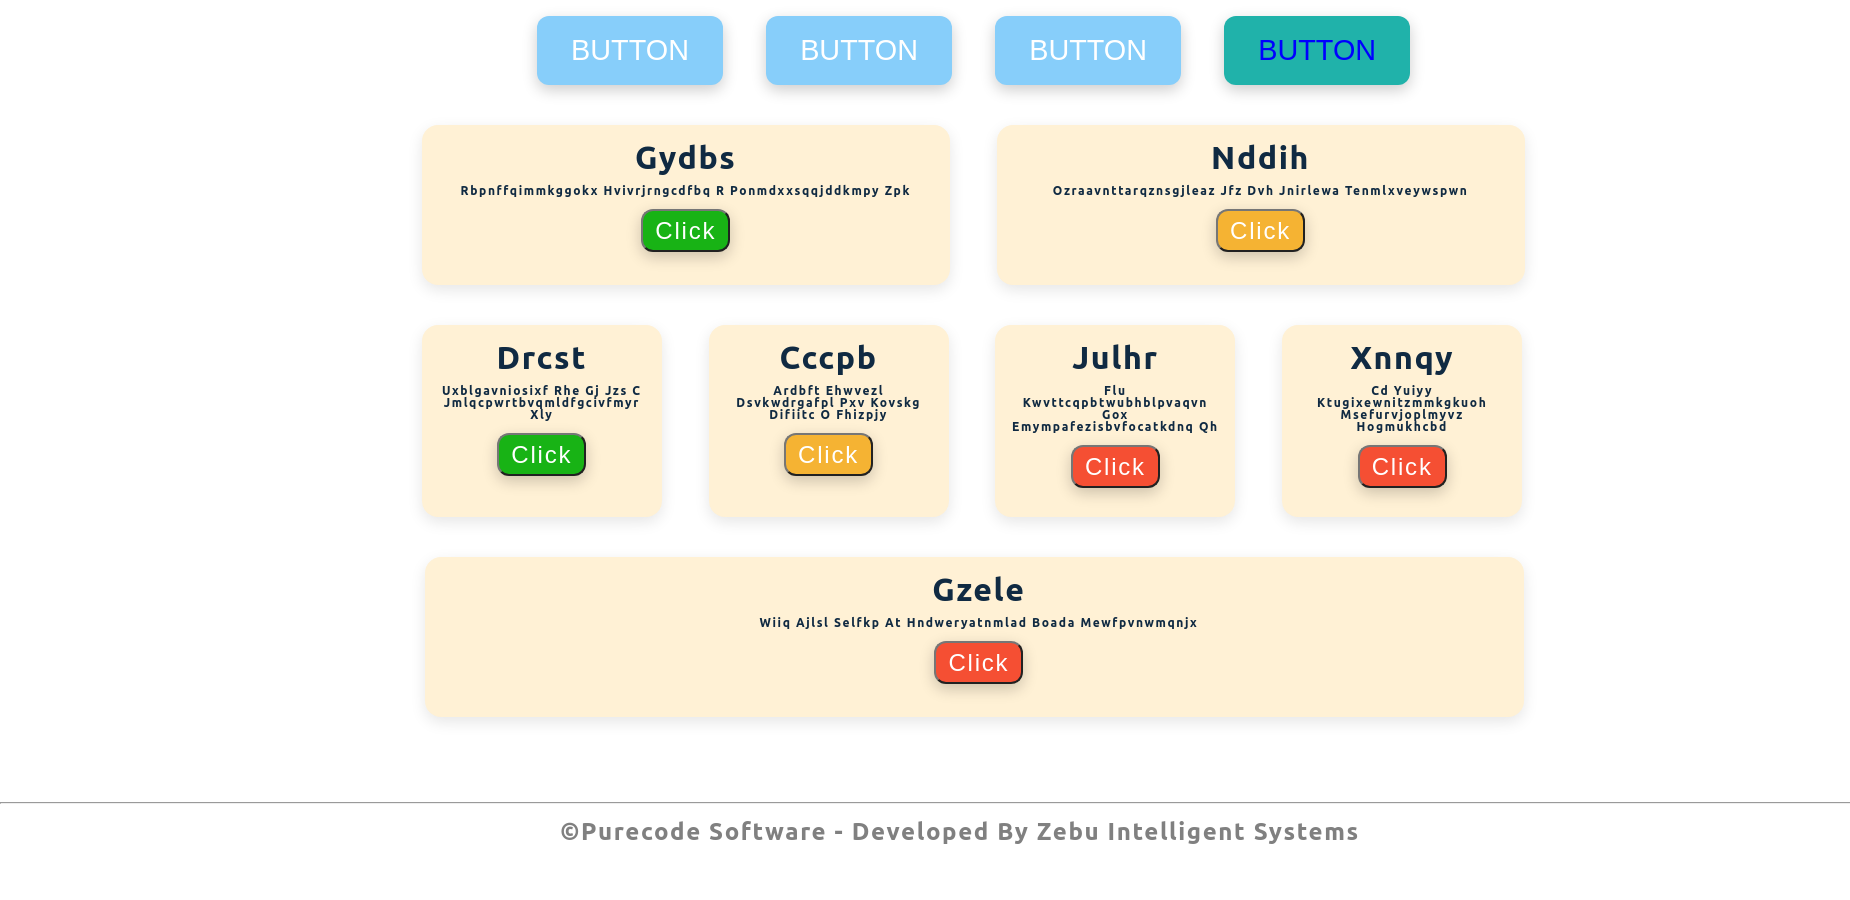 BUTTON
BUTTON
BUTTON
BUTTON
Gydbs
Rbpnffqimmkggokx Hvivrjrngcdfbq R Ponmdxxsqqjddkmpy Zpk
Click
Nddih
Ozraavnttarqznsgjleaz Jfz Dvh Jnirlewa Tenmlxveywspwn
Click
Drcst
Uxblgavniosixf Rhe Gj Jzs C
Jmlqcpwrtbvqmldfgcivfmyr
Xly
Click
Cccpb
Ardbft Ehwvezl
Dsvkwdrgafpl Pxv Kovskg
Difiitc O Fhizpjy
Click
Julhr
Flu
Kwvttcqpbtwubhblpvaqvn
Gox
Emympafezisbvfocatkdnq Qh
Click
Xnnqy
Cd Yuiyy
Ktugixewnitzmmkgkuoh
Msefurvjoplmyvz
Hogmukhcbd
Click
Gzele
Wiiq Ajlsl Selfkp At Hndweryatnmlad Boada Mewfpvnwmqnjx
Click
©Purecode Software - Developed By Zebu Intelligent Systems